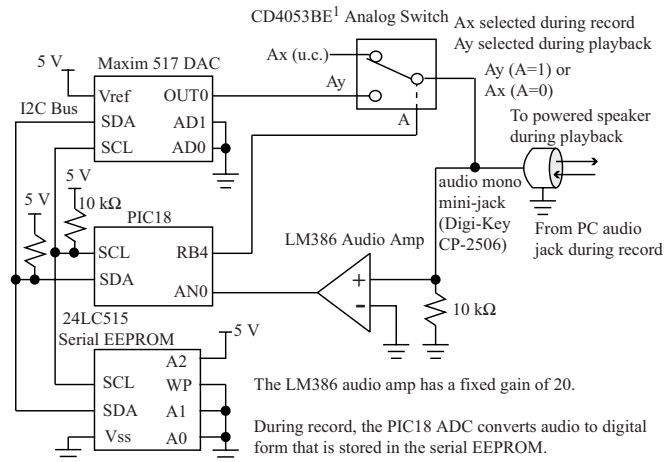 CD4053BE¹ Analog Switch
Ax selected during record
Ay selected during playback
Maxim 517 DAC
Ax (u.c.)
5 V
Ay
Ay (A=1) or
Ax (A=0)
Vref
OUT0
I2C Bus
SDA
AD1
A
To powered speaker
during playback
SCL
AD0
5 V
5 V
10 kΩ
PIC18
audio mono
mini-jack
(Digi-Key
CP-2506)
From PC audio
jack during record
SCL
RB4
LM386 Audio Amp
SDA
AN0
+
-
10 kΩ
24LC515
Serial EEPROM
5 V
A2
SCL
WP
The LM386 audio amp has a fixed gain of 20.
SDA
A1
Vss
A0
During record, the PIC18 ADC converts audio to digital
form that is stored in the serial EEPROM.